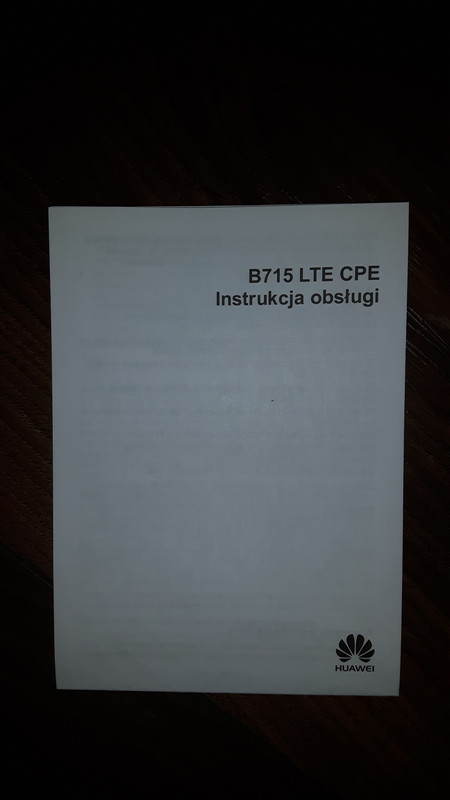 B715 LTE CPE
Instrukcja obsługi
HUAWEI